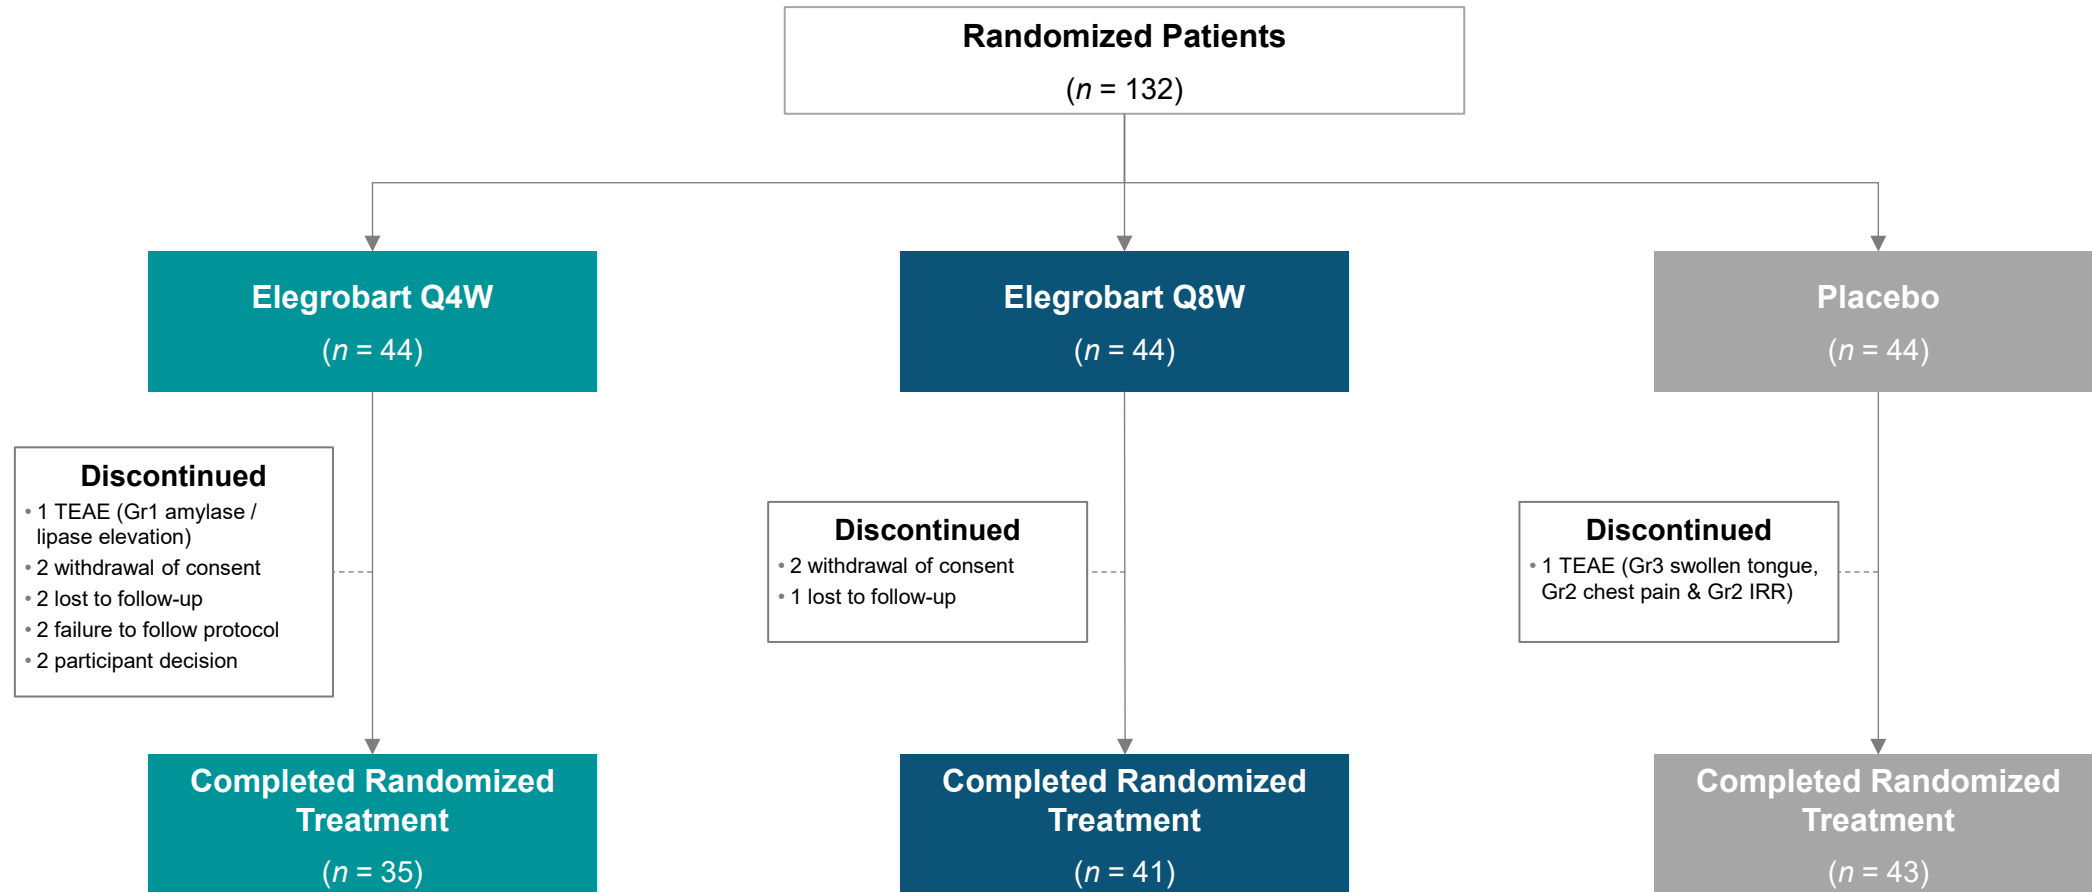 Randomized Patients
(n = 132)
Elegrobart Q4W
(n = 44)
Elegrobart Q8W
(n = 44)
Placebo
(n = 44)
Discontinued
• 1 TEAE (Gr1 amylase /
lipase elevation)
• 2 withdrawal of consent
• 2 lost to follow-up
• 2 failure to follow protocol
• 2 participant decision
Discontinued
• 2 withdrawal of consent
• 1 lost to follow-up
Discontinued
• 1 TEAE (Gr3 swollen tongue,
Gr2 chest pain & Gr2 IRR)
Completed Randomized
Treatment
(n = 35)
Completed Randomized
Treatment
(n = 41)
Completed Randomized
Treatment
(n = 43)